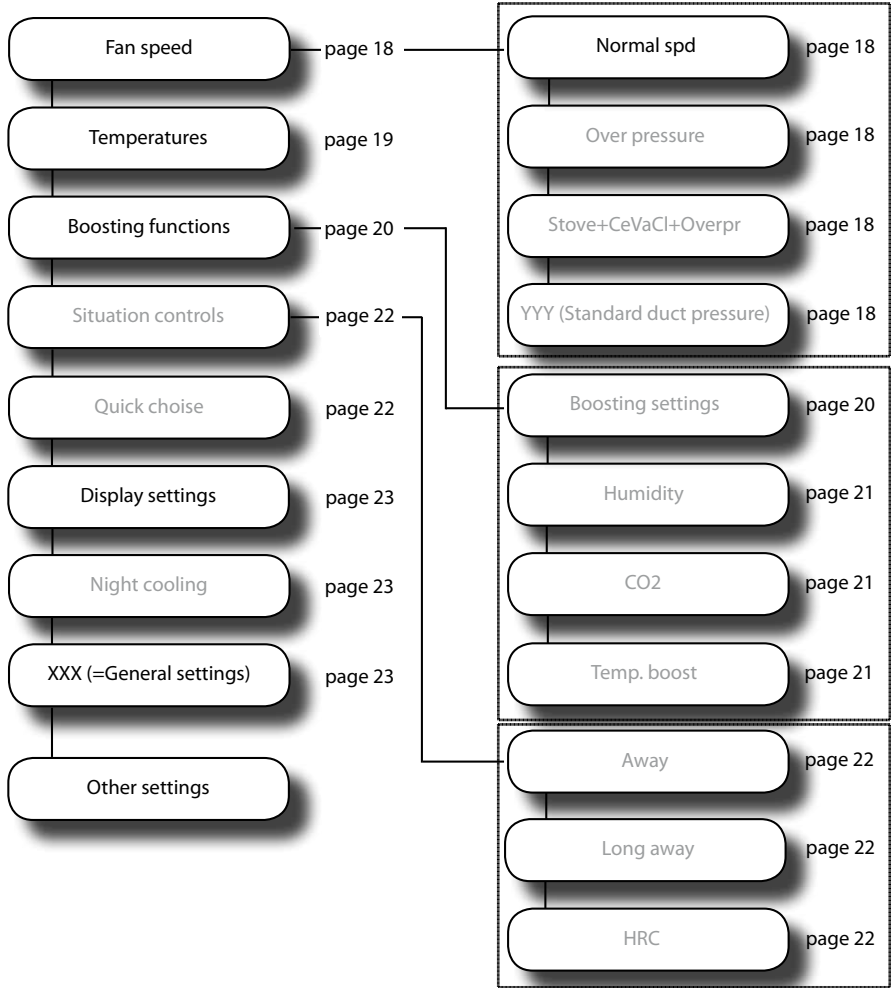 Fan speed
page 18
Temperatures
page 19
Boosting functions
page 20
Situation controls
page 22
Quick choise
page 22
Display settings
page 23
Night cooling
page 23
XXX (=General settings)
page 23
Other settings
Normal spd
page 18
Over pressure
page 18
Stove+CeVaCl+Overpr
page 18
YYY (Standard duct pressure)
page 18
Boosting settings
page 20
Humidity
page 21
CO2
page 21
Temp. boost
page 21
Away
page 22
Long away
page 22
HRC
page 22